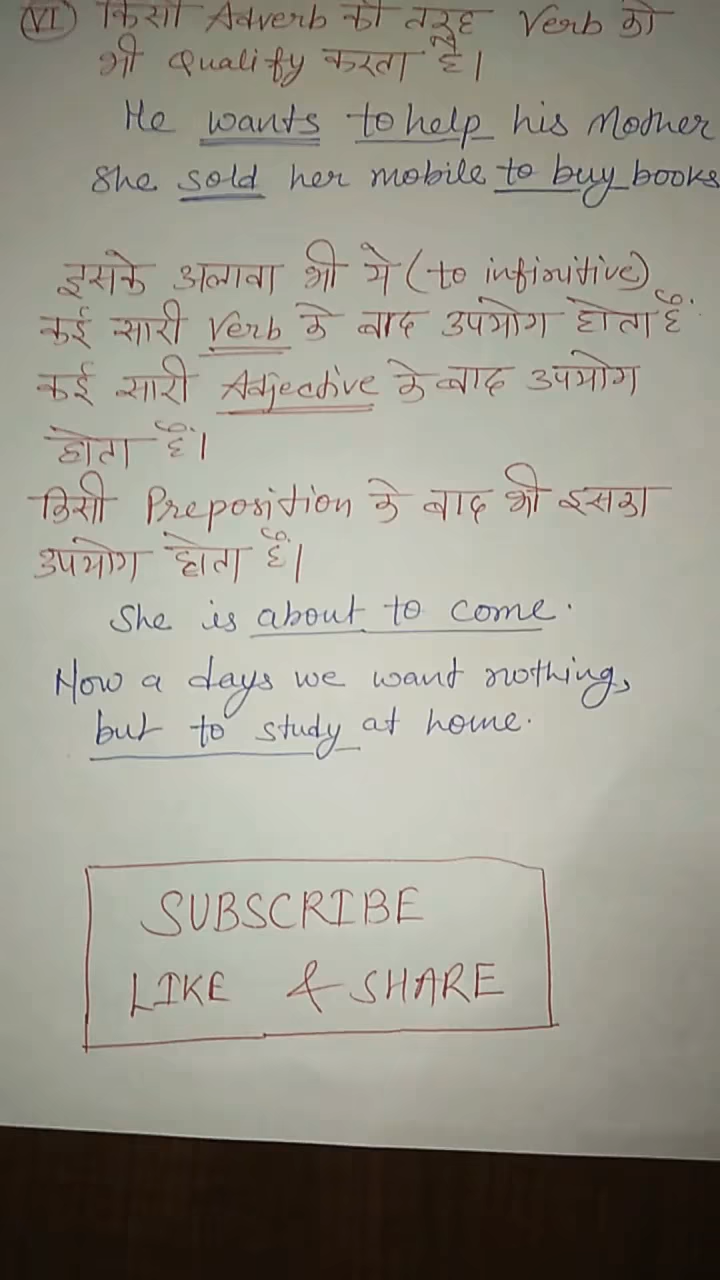 (VI) किसी Adverb की तरह Verb को
भी Qualify करता है।
He wants to help his Mother
She sold her mobile to buy books
इसके अलावा भी ये (to infinitive)
कई सारी Verb के बाद उपयोग होता है.
कई सारी Adjective के बाद उपयोग
होता है।
किसी Preposition के बाद भी इसका
उपयोग होता है।
She is about to come.
Now a days we want nothing,
but to study at home.
SUBSCRIBE
LIKE & SHARE